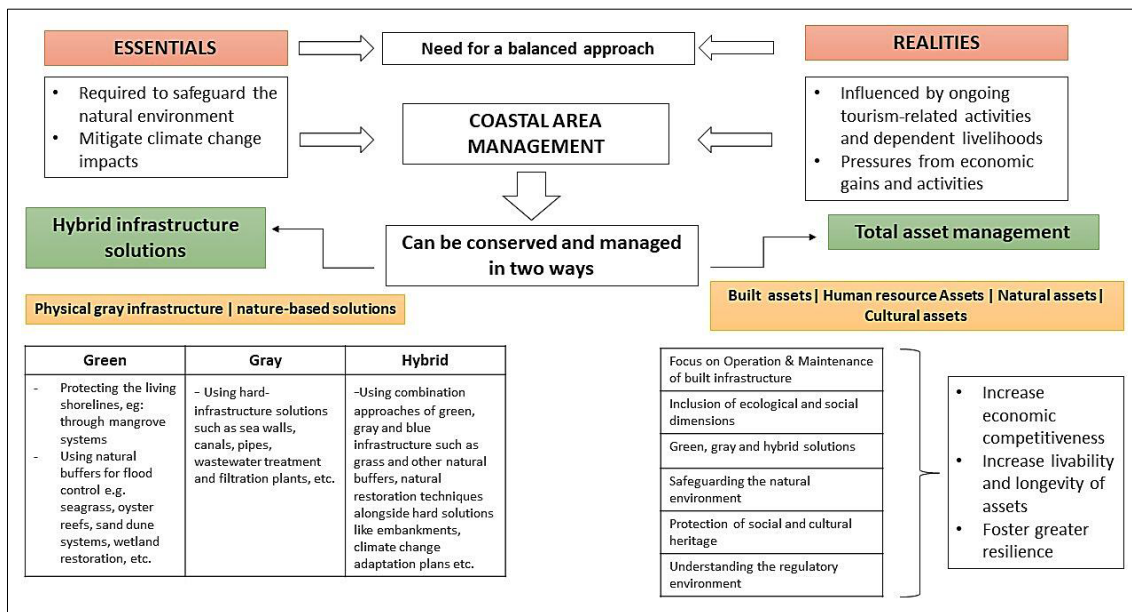 ESSENTIALS
Need for a balanced approach
REALITIES
• Required to safeguard the
natural environment
• Mitigate climate change
impacts
COASTAL AREA
MANAGEMENT
• Influenced by ongoing
tourism-related activities
and dependent livelihoods
• Pressures from economic
gains and activities
Hybrid infrastructure
solutions
Can be conserved and managed
in two ways
Total asset management
Physical gray infrastructure | nature-based solutions
Built assets| Human resource Assets | Natural assets|
Cultural assets
Green
- Protecting the living
shorelines, eg:
through mangrove
systems
- Using natural
buffers for flood
control e.g.
seagrass, oyster
reefs, sand dune
systems, wetland
restoration, etc.
Gray
- Using hard-
infrastructure solutions
such as sea walls,
canals, pipes,
wastewater treatment
and filtration plants, etc.
Hybrid
-Using combination
approaches of green,
gray and blue
infrastructure such as
grass and other natural
buffers, natural
restoration techniques
alongside hard solutions
like embankments,
climate change
adaptation plans etc.
Focus on Operation & Maintenance
of built infrastructure
Inclusion of ecological and social
dimensions
Green, gray and hybrid solutions
Safeguarding the natural
environment
Protection of social and cultural
heritage
Understanding the regulatory
environment
• Increase
economic
competitiveness
• Increase livability
and longevity of
assets
• Foster greater
resilience